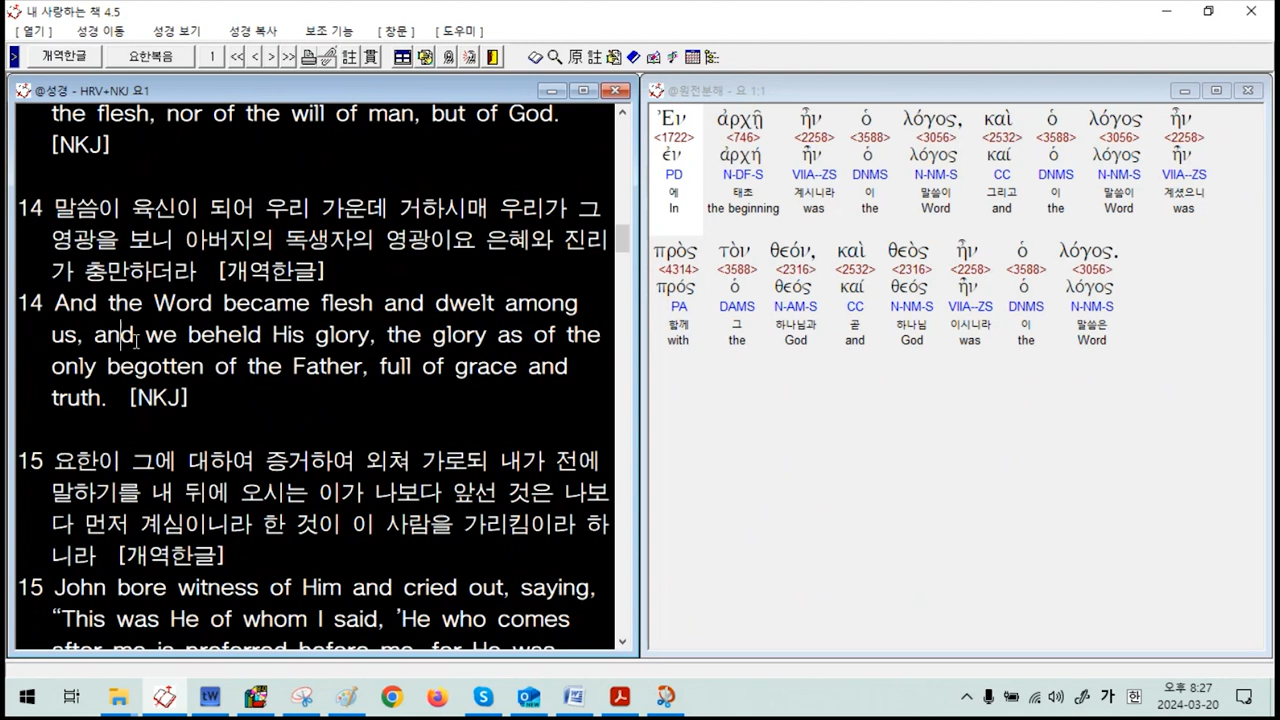 내 사랑하는 책 4.5
[ 열기 ] 성경 이동 성경 보기 성경 복사 보조 기능 [ 창문 ] [ 도우미 ]
> 개역한글 요한복음 1 << < > >> 註 貫 原 註
@성경 - HRV+NKJ 요1
the flesh, nor of the will of man, but of God.
[NKJ]
14 말씀이 육신이 되어 우리 가운데 거하시매 우리가 그
영광을 보니 아버지의 독생자의 영광이요 은혜와 진리
가 충만하더라 [개역한글]
14 And the Word became flesh and dwelt among
us, and we beheld His glory, the glory as of the
only begotten of the Father, full of grace and
truth. [NKJ]
15 요한이 그에 대하여 증거하여 외쳐 가로되 내가 전에
말하기를 내 뒤에 오시는 이가 나보다 앞선 것은 나보
다 먼저 계심이니라 한 것이 이 사람을 가리킴이라 하
니라 [개역한글]
15 John bore witness of Him and cried out, saying,
“This was He of whom I said, ’He who comes
after me is preferred before me, for He was
@원전분해 - 요 1:1
Ἐν ἀρχῇ ἦν ὁ λόγος, καὶ ὁ λόγος ἦν
<1722> <746> <2258> <3588> <3056> <2532> <3588> <3056> <2258>
ἐν ἀρχή ἦν ὁ λόγος καί ὁ λόγος ἦν
PD N-DF-S VIIA--ZS DNMS N-NM-S CC DNMS N-NM-S VIIA--ZS
에 태초 계시니라 이 말씀이 그리고 이 말씀이 계셨으니
In the beginning was the Word and the Word was
πρὸς τὸν θεόν, καὶ θεὸς ἦν ὁ λόγος.
<4314> <3588> <2316> <2532> <2316> <2258> <3588> <3056>
πρός ὁ θεός καί θεός ἦν ὁ λόγος
PA DAMS N-AM-S CC N-NM-S VIIA--ZS DNMS N-NM-S
함께 그 하나님과 곧 하나님 이시니라 이 말씀은
with the God and God was the Word
tW
가 한
오후 8:27
2024-03-20